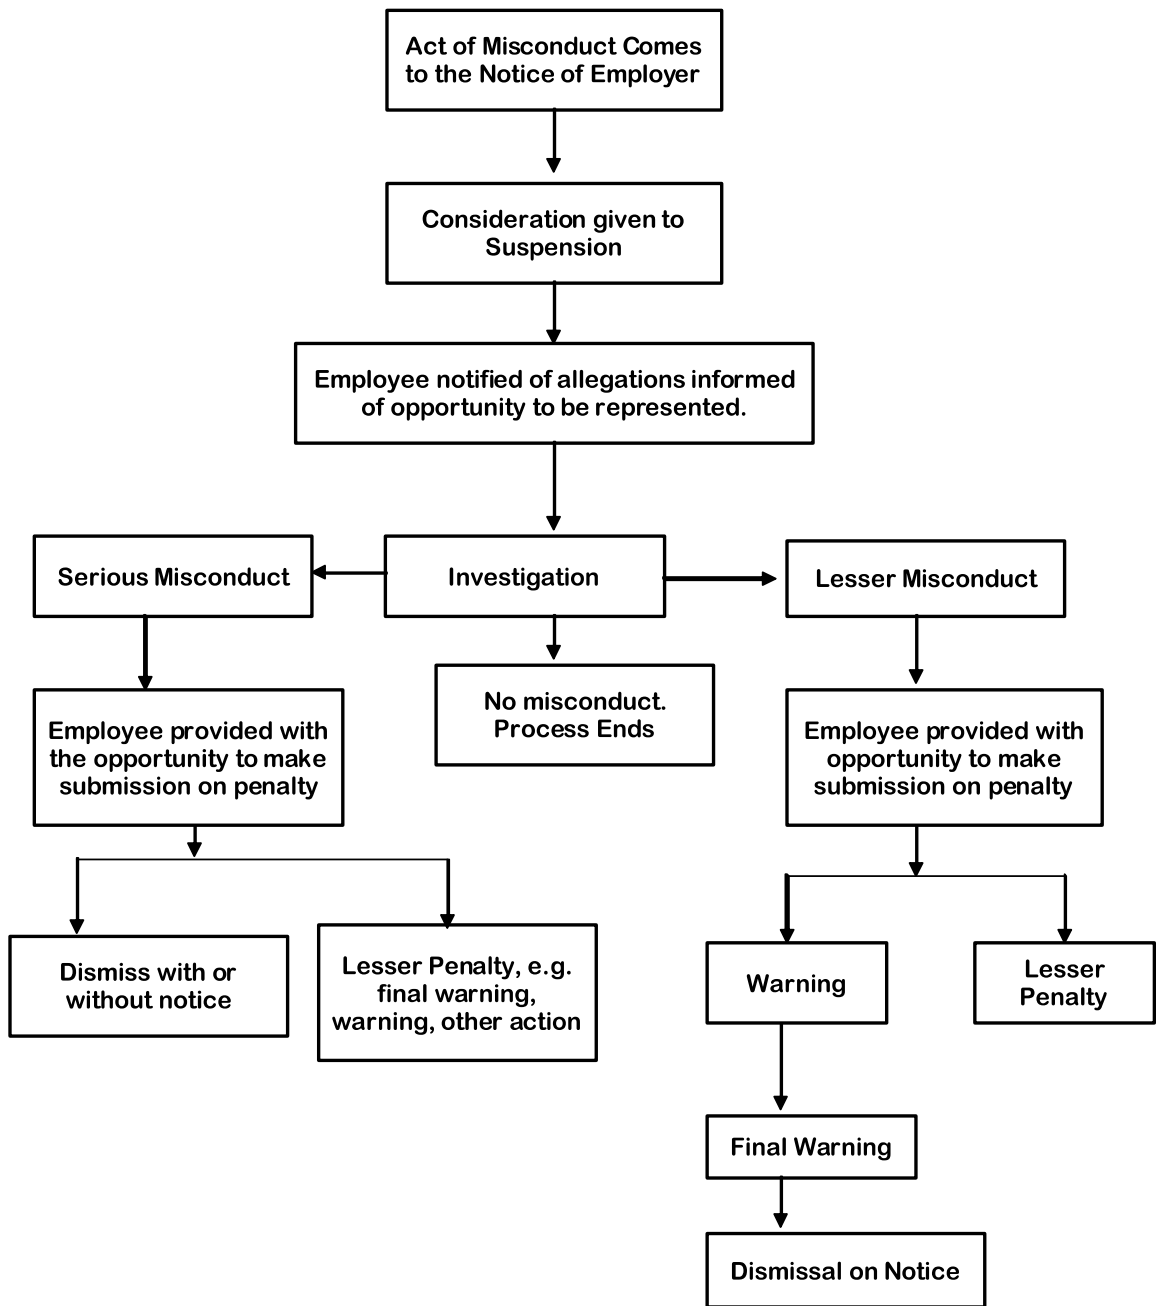 Act of Misconduct Comes
to the Notice of Employer
Consideration given to
Suspension
Employee notified of allegations informed
of opportunity to be represented.
Serious Misconduct
Investigation
Lesser Misconduct
No misconduct.
Process Ends
Employee provided with
the opportunity to make
submission on penalty
Employee provided with
opportunity to make
submission on penalty
Dismiss with or
without notice
Lesser Penalty, e.g.
final warning,
warning, other action
Warning
Lesser
Penalty
Final Warning
Dismissal on Notice